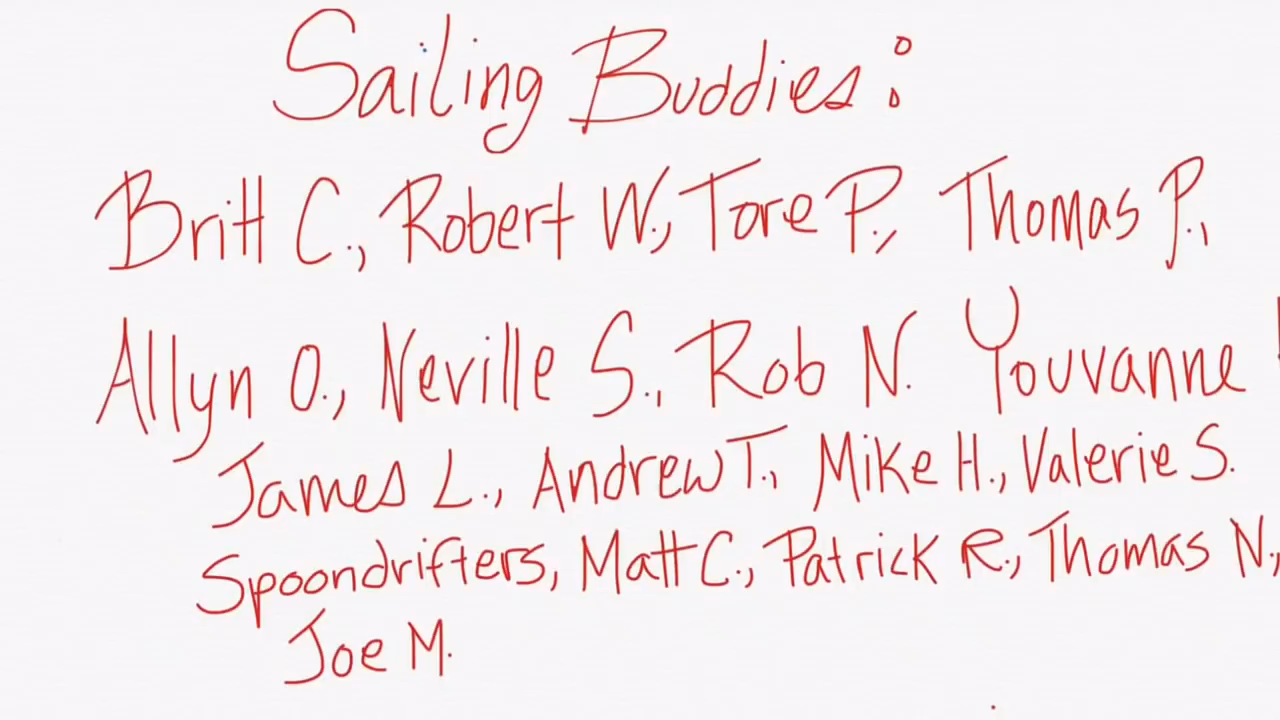 Sailing Buddies:
Britt C., Robert W., Tore P., Thomas P.,
Allyn O., Neville S., Rob N. Youvanne
James L., Andrew T., Mike H., Valerie S.
Spoondrifters, Matt C., Patrick R., Thomas N.,
Joe M.